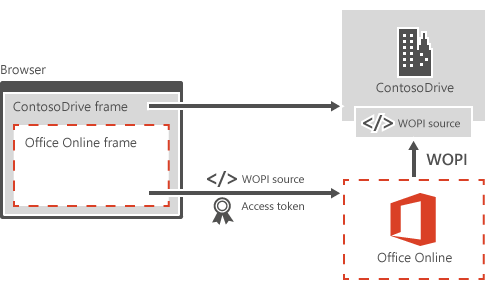 Browser
ContosoDrive frame
Office Online frame
ContosoDrive
</> WOPI source
</> WOPI source
Access token
WOPI
Office Online